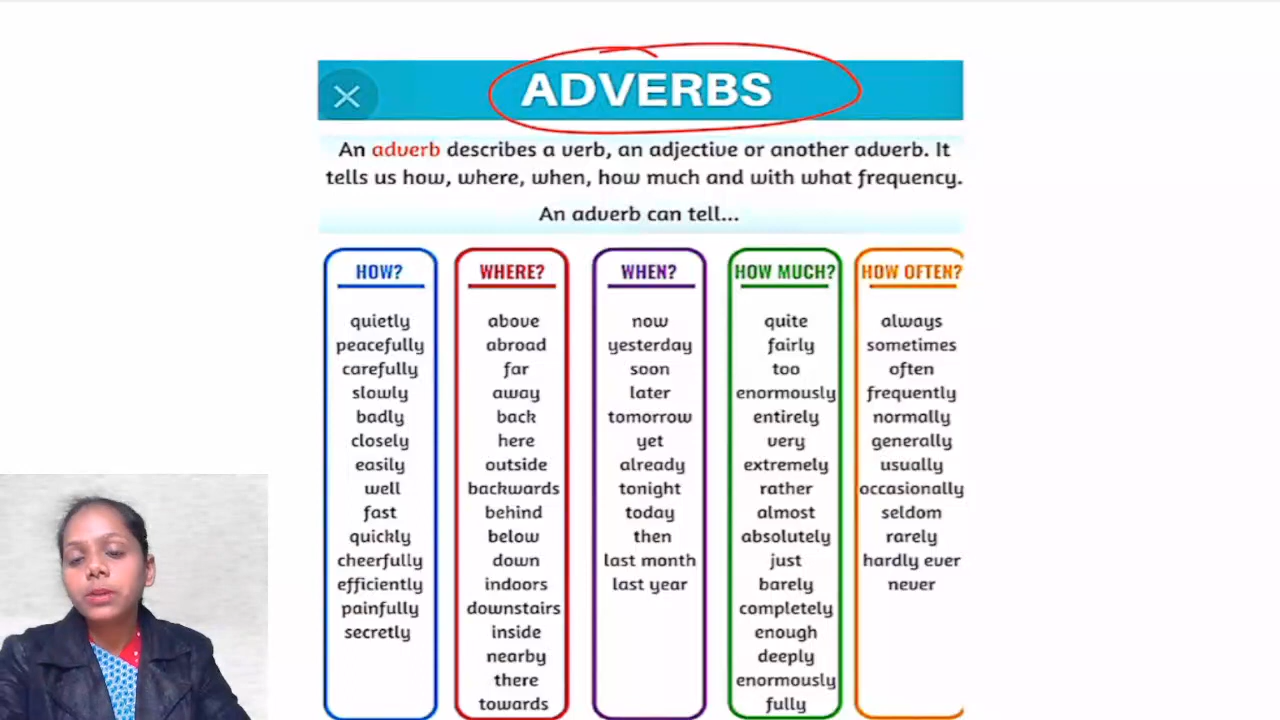 ADVERBS
An adverb describes a verb, an adjective or another adverb. It
tells us how, where, when, how much and with what frequency.
An adverb can tell...
HOW?
quietly
peacefully
carefully
slowly
badly
closely
easily
well
fast
quickly
cheerfully
efficiently
painfully
secretly
WHERE?
above
abroad
far
away
back
here
outside
backwards
behind
below
down
indoors
downstairs
inside
nearby
there
towards
WHEN?
now
yesterday
soon
later
tomorrow
yet
already
tonight
today
then
last month
last year
HOW MUCH?
quite
fairly
too
enormously
entirely
very
extremely
rather
almost
absolutely
just
barely
completely
enough
deeply
enormously
fully
HOW OFTEN?
always
sometimes
often
frequently
normally
generally
usually
occasionally
seldom
rarely
hardly ever
never